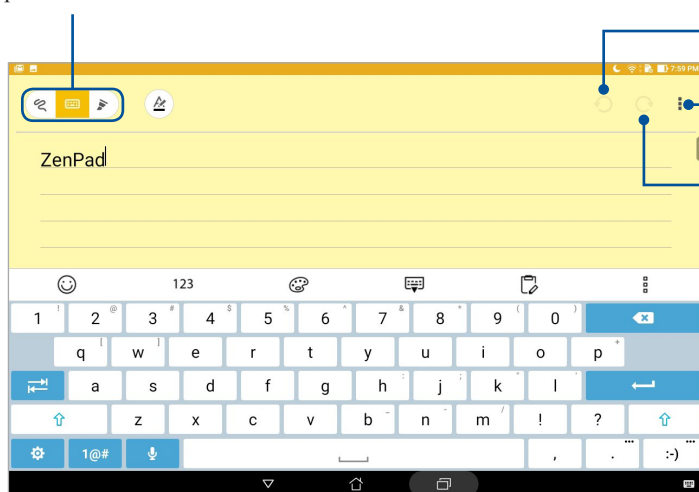 7:59 PM
ZenPad
123
! @ # $ % ^ & * ( )
1 2 3 4 5 6 7 8 9 0
[ ] +
q w e r t y u i o p
: ; " '
a s d f g h j k l
z x c v b n m / ! ?
1@# , . :-)